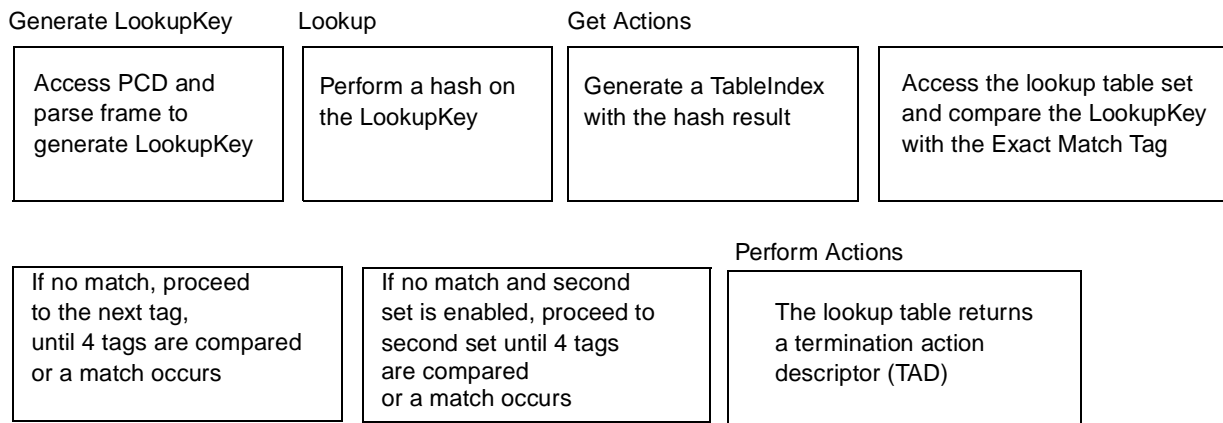 Generate LookupKey
Lookup
Get Actions
Access PCD and
parse frame to
generate LookupKey
Perform a hash on
the LookupKey
Generate a TableIndex
with the hash result
Access the lookup table set
and compare the LookupKey
with the Exact Match Tag
If no match, proceed
to the next tag,
until 4 tags are compared
or a match occurs
If no match and second
set is enabled, proceed to
second set until 4 tags
are compared
or a match occurs
Perform Actions
The lookup table returns
a termination action
descriptor (TAD)